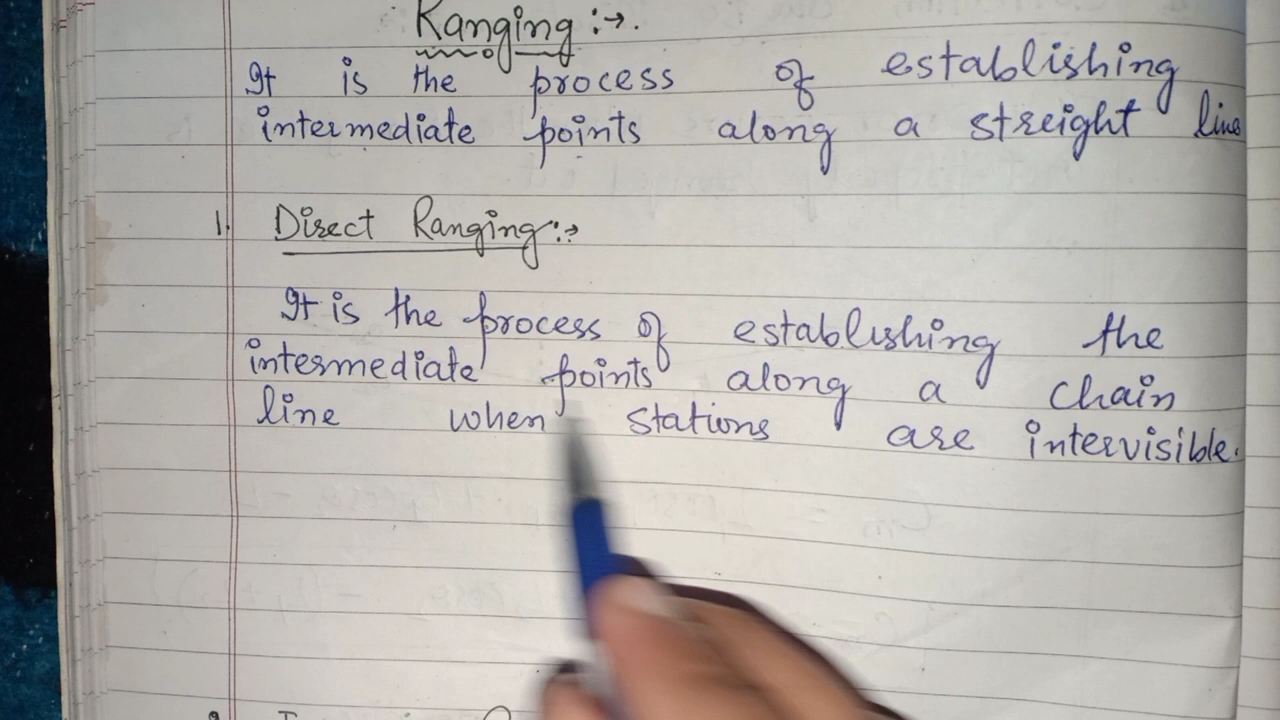 Ranging :→.
It is the process of establishing
intermediate points along a streight line
1. Direct Ranging :→
It is the process of establishing the
intermediate points along a chain
line when stations are intervisible.